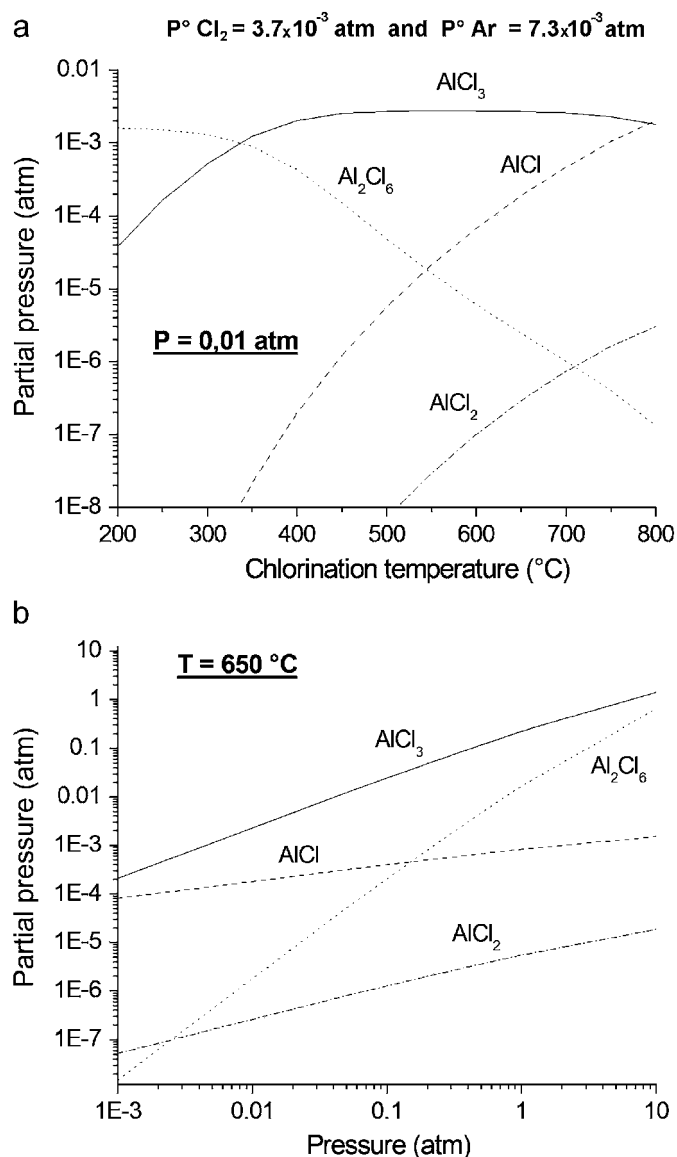 a
P° Cl₂ = 3.7x10⁻³ atm and P° Ar = 7.3x10⁻³ atm
0.01
1E-3
1E-4
1E-5
1E-6
1E-7
1E-8
Partial pressure (atm)
AlCl₃
Al₂Cl₆
AlCl
AlCl₂
P = 0,01 atm
200 300 400 500 600 700 800
Chlorination temperature (°C)
b
T = 650 °C
10
1
0.1
0.01
1E-3
1E-4
1E-5
1E-6
1E-7
Partial pressure (atm)
AlCl₃
Al₂Cl₆
AlCl
AlCl₂
1E-3 0.01 0.1 1 10
Pressure (atm)